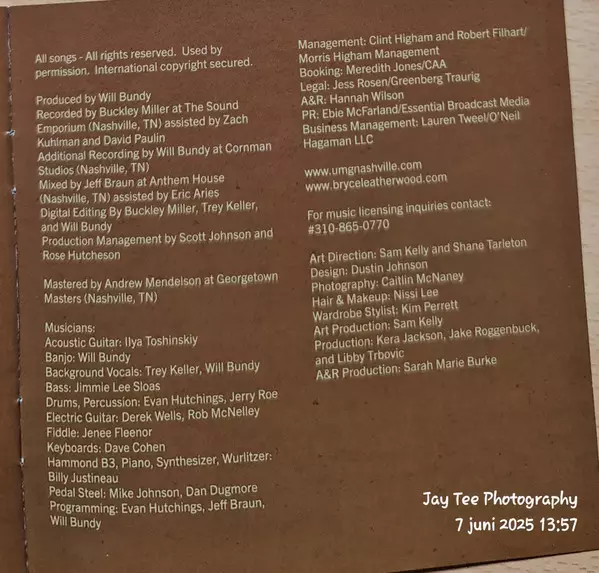 All songs - All rights reserved. Used by
permission. International copyright secured.
Produced by Will Bundy
Recorded by Buckley Miller at The Sound
Emporium (Nashville, TN) assisted by Zach
Kuhlman and David Paulin
Additional Recording by Will Bundy at Cornman
Studios (Nashville, TN)
Mixed by Jeff Braun at Anthem House
(Nashville, TN) assisted by Eric Aries
Digital Editing By Buckley Miller, Trey Keller,
and Will Bundy
Production Management by Scott Johnson and
Rose Hutcheson
Mastered by Andrew Mendelson at Georgetown
Masters (Nashville, TN)
Musicians:
Acoustic Guitar: Ilya Toshinskiy
Banjo: Will Bundy
Background Vocals: Trey Keller, Will Bundy
Bass: Jimmie Lee Sloas
Drums, Percussion: Evan Hutchings, Jerry Roe
Electric Guitar: Derek Wells, Rob McNelley
Fiddle: Jenee Fleenor
Keyboards: Dave Cohen
Hammond B3, Piano, Synthesizer, Wurlitzer:
Billy Justineau
Pedal Steel: Mike Johnson, Dan Dugmore
Programming: Evan Hutchings, Jeff Braun,
Will Bundy
Management: Clint Higham and Robert Filhart/
Morris Higham Management
Booking: Meredith Jones/CAA
Legal: Jess Rosen/Greenberg Traurig
A&R: Hannah Wilson
PR: Ebie McFarland/Essential Broadcast Media
Business Management: Lauren Tweel/O'Neil
Hagaman LLC
www.umgnashville.com
www.bryceleatherwood.com
For music licensing inquiries contact:
#310-865-0770
Art Direction: Sam Kelly and Shane Tarleton
Design: Dustin Johnson
Photography: Caitlin McNaney
Hair & Makeup: Nissi Lee
Wardrobe Stylist: Kim Perrett
Art Production: Sam Kelly
Production: Kera Jackson, Jake Roggenbuck,
and Libby Trbovic
A&R Production: Sarah Marie Burke
Jay Tee Photography
7 juni 2025 13:57